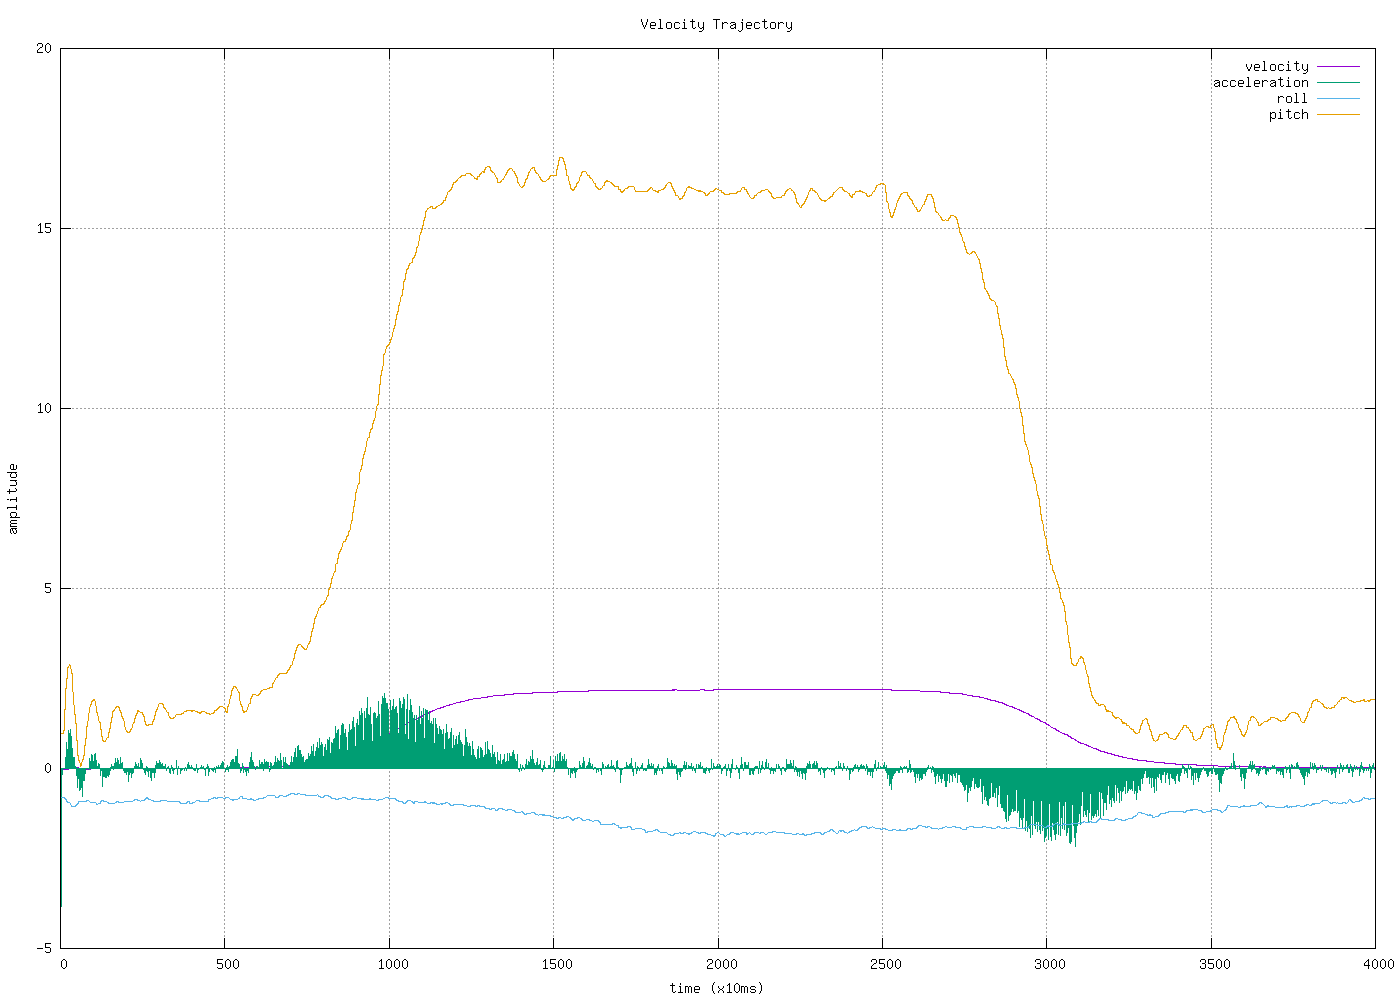 Velocity Trajectory
20
velocity
acceleration
roll
pitch
15
10
amplitude
5
0
-5
0 500 1000 1500 2000 2500 3000 3500 4000
time (x10ms)